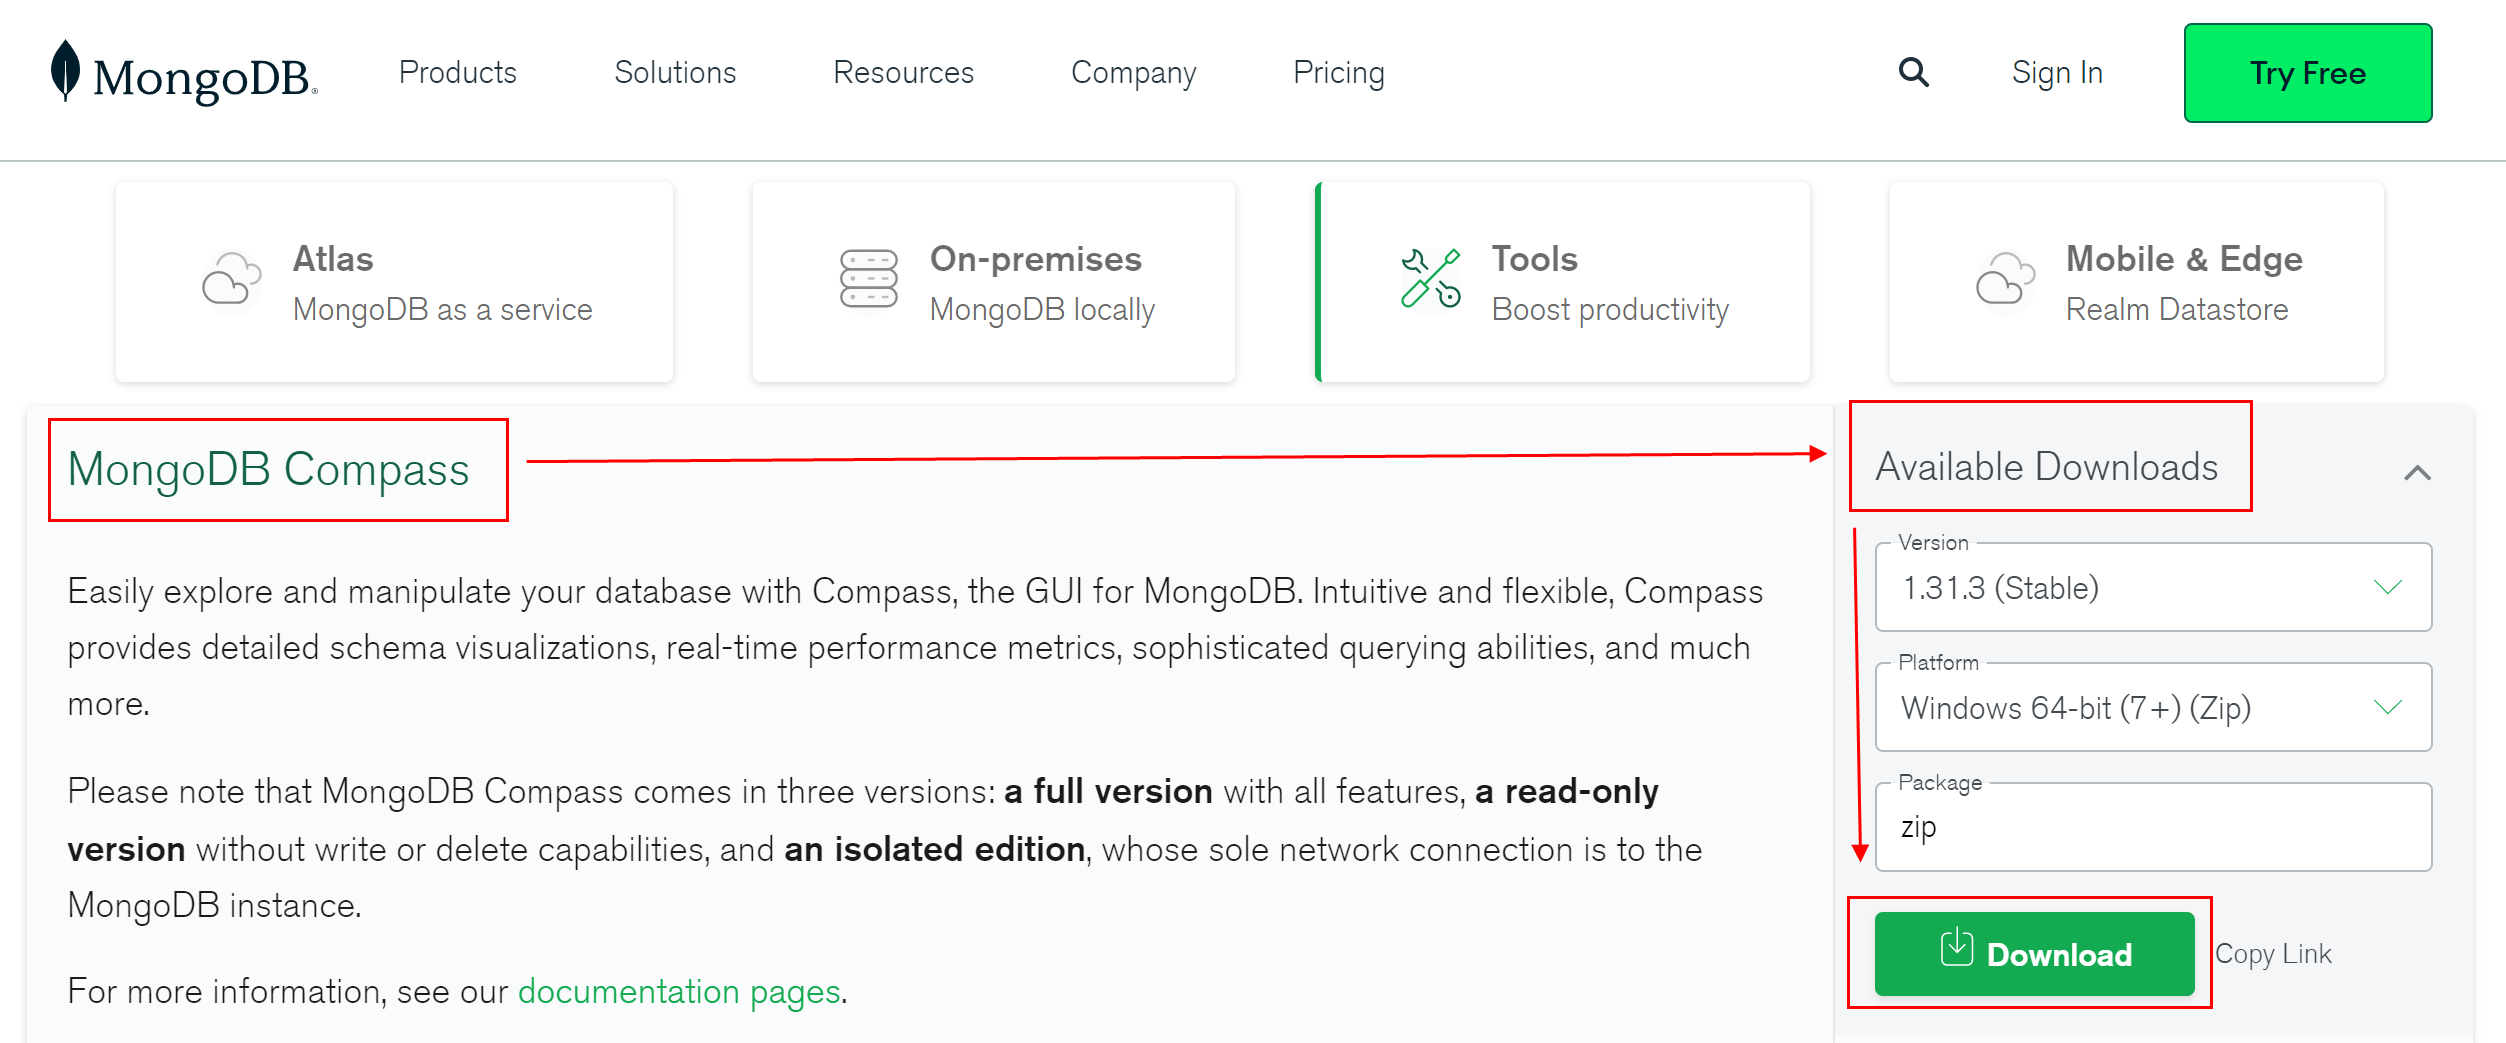 MongoDB®
Products
Solutions
Resources
Company
Pricing
Sign In
Try Free
Atlas
MongoDB as a service
On-premises
MongoDB locally
Tools
Boost productivity
Mobile & Edge
Realm Datastore
MongoDB Compass
Easily explore and manipulate your database with Compass, the GUI for MongoDB. Intuitive and flexible, Compass
provides detailed schema visualizations, real-time performance metrics, sophisticated querying abilities, and much
more.
Please note that MongoDB Compass comes in three versions: a full version with all features, a read-only
version without write or delete capabilities, and an isolated edition, whose sole network connection is to the
MongoDB instance.
For more information, see our documentation pages.
Available Downloads
Version
1.31.3 (Stable)
Platform
Windows 64-bit (7+) (Zip)
Package
zip
Download
Copy Link